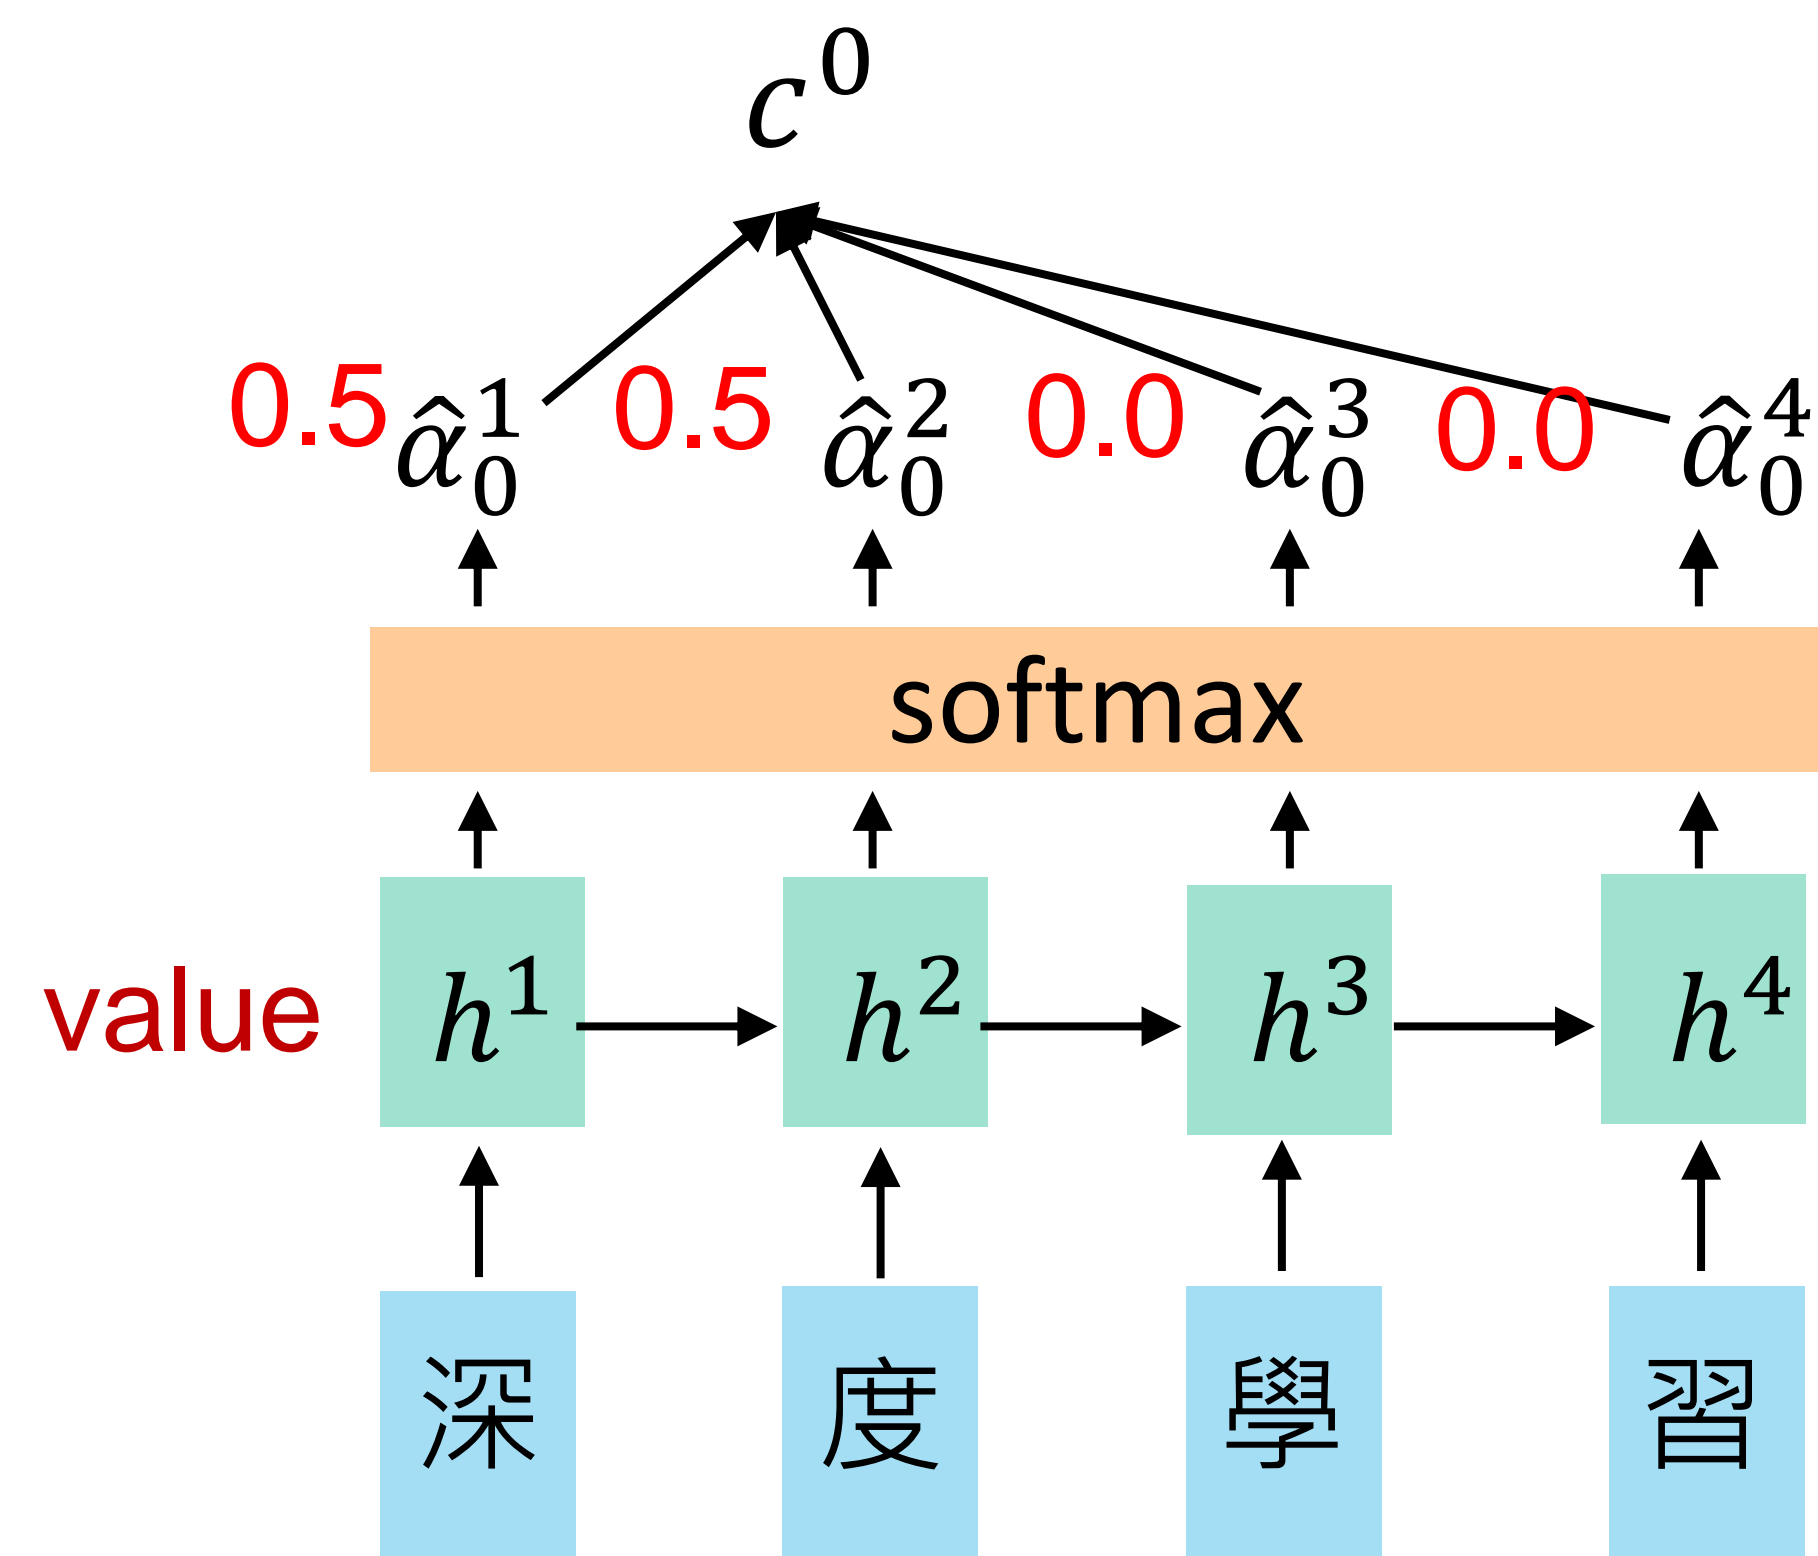 c⁰
0.5 α̂₀¹ 0.5 α̂₀² 0.0 α̂₀³ 0.0 α̂₀⁴
softmax
value h¹ h² h³ h⁴
深 度 學 習